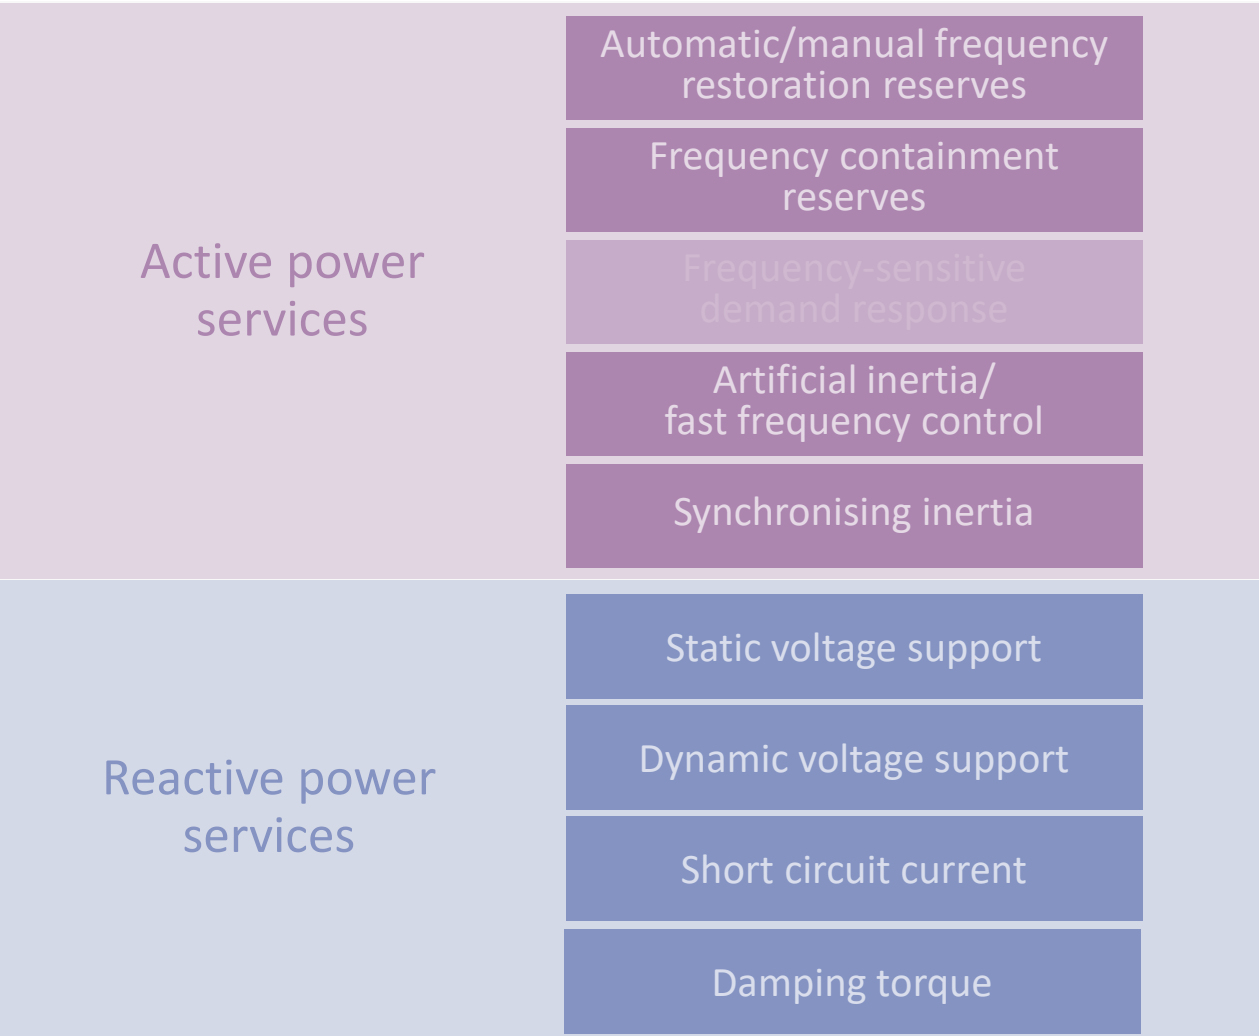 Active power
services
Automatic/manual frequency
restoration reserves
Frequency containment
reserves
Frequency-sensitive
demand response
Artificial inertia/
fast frequency control
Synchronising inertia
Reactive power
services
Static voltage support
Dynamic voltage support
Short circuit current
Damping torque